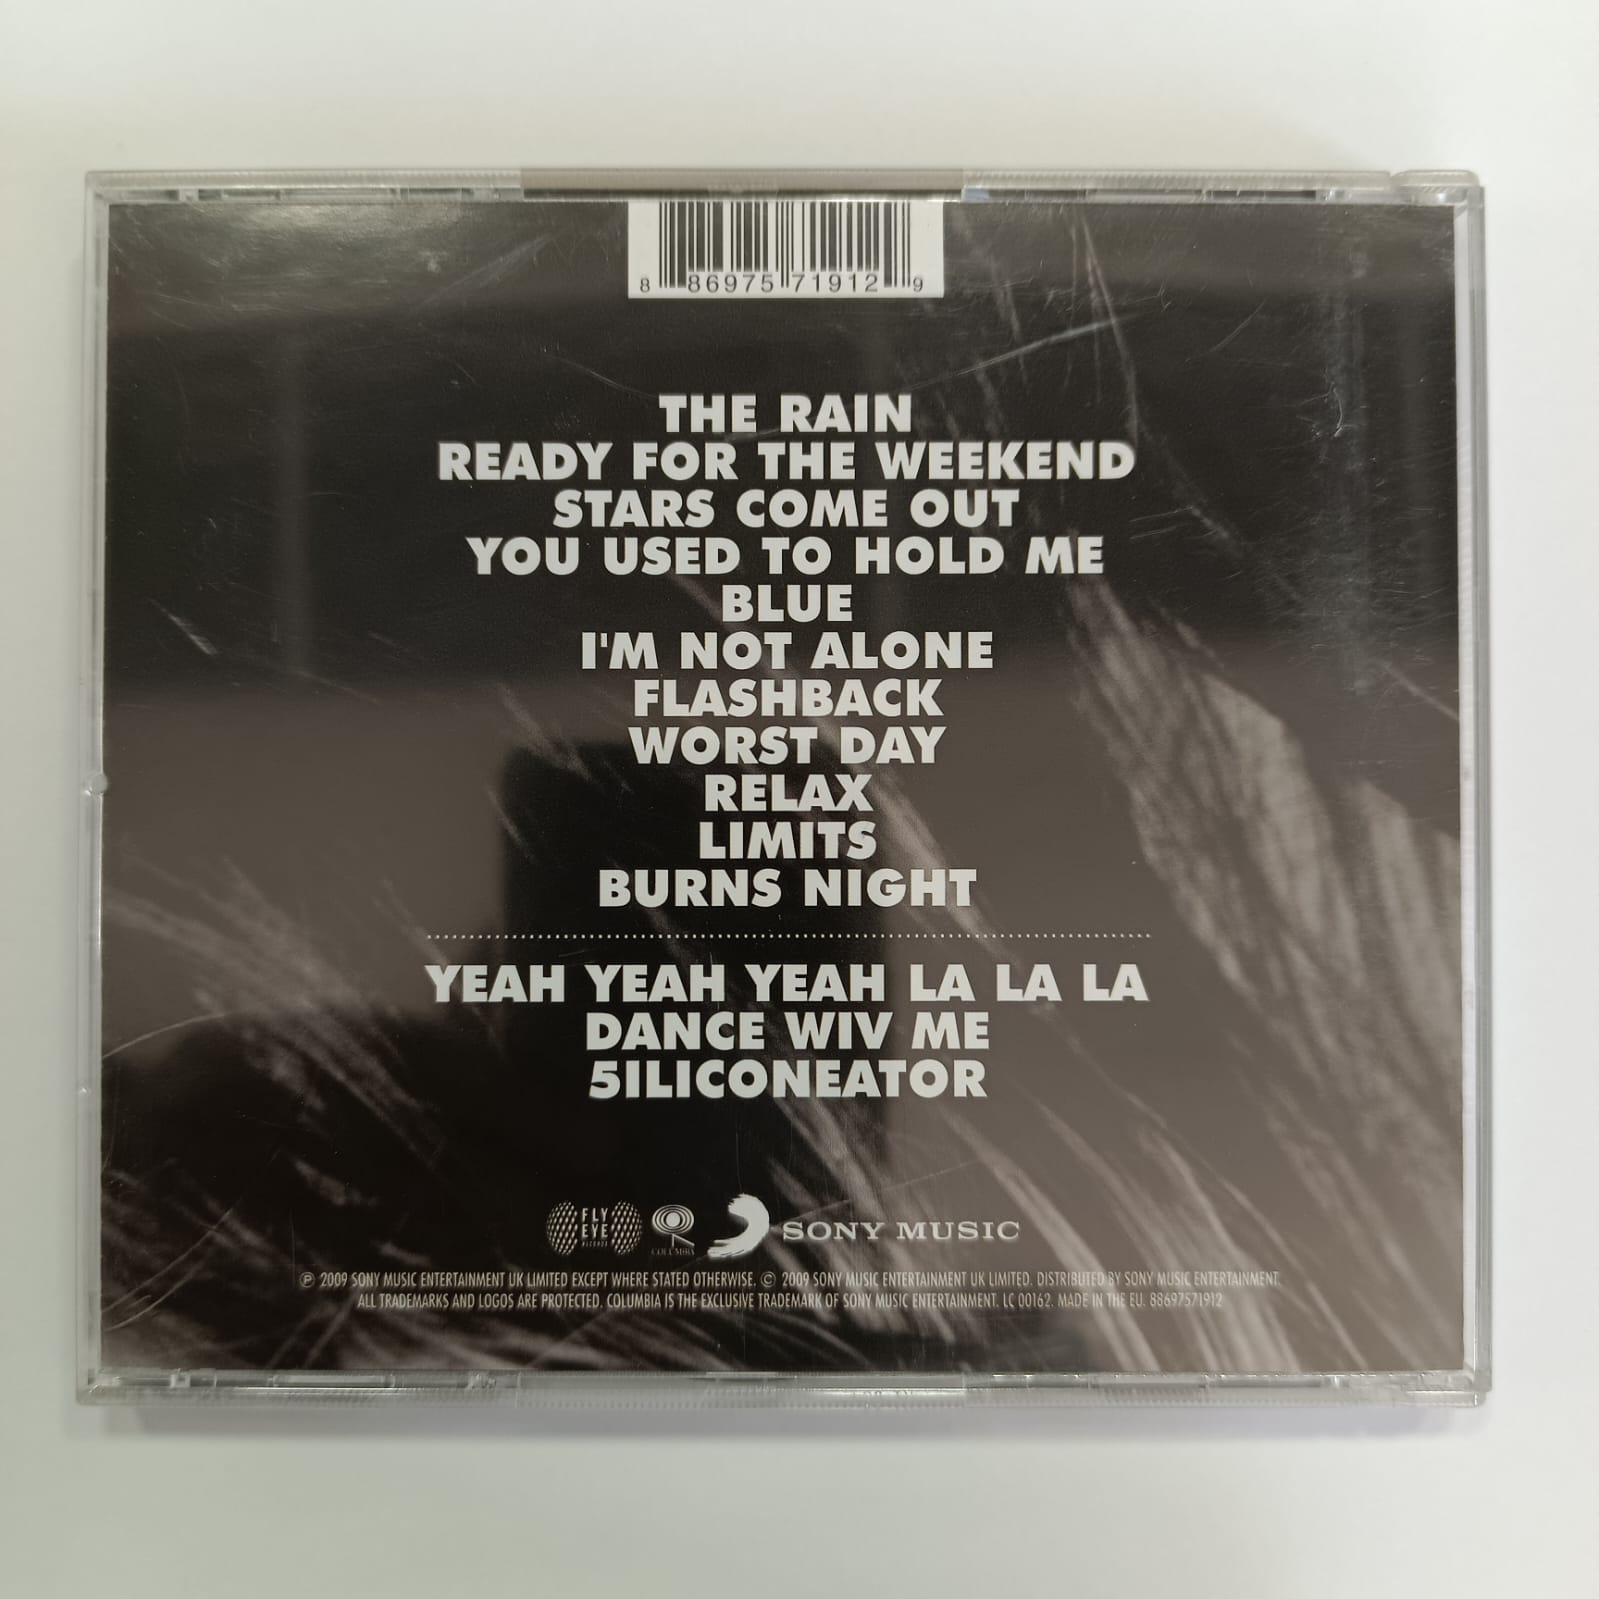 8 86975 71912 9
THE RAIN
READY FOR THE WEEKEND
STARS COME OUT
YOU USED TO HOLD ME
BLUE
I'M NOT ALONE
FLASHBACK
WORST DAY
RELAX
LIMITS
BURNS NIGHT
YEAH YEAH YEAH LA LA LA
DANCE WIV ME
5ILICONEATOR
FLY
EYE
RECORDS
COLUMBIA
SONY MUSIC
℗ 2009 SONY MUSIC ENTERTAINMENT UK LIMITED EXCEPT WHERE STATED OTHERWISE. © 2009 SONY MUSIC ENTERTAINMENT UK LIMITED. DISTRIBUTED BY SONY MUSIC ENTERTAINMENT.
ALL TRADEMARKS AND LOGOS ARE PROTECTED. COLUMBIA IS THE EXCLUSIVE TRADEMARK OF SONY MUSIC ENTERTAINMENT. LC 00162. MADE IN THE EU. 88697571912